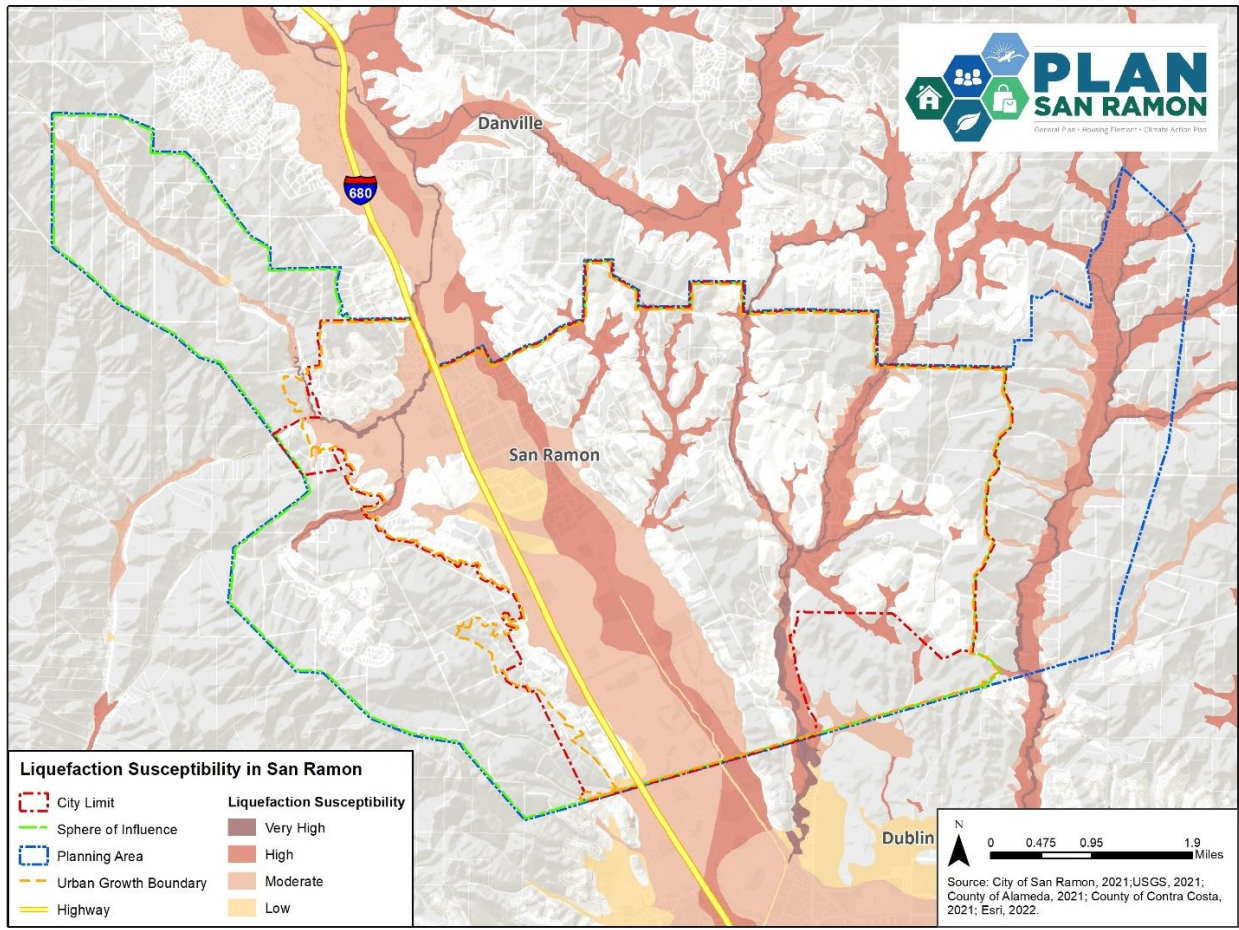 PLAN
SAN RAMON
General Plan • Housing Element • Climate Action Plan
Danville
680
San Ramon
Dublin
Liquefaction Susceptibility in San Ramon
City Limit
Sphere of Influence
Planning Area
Urban Growth Boundary
Highway
Liquefaction Susceptibility
Very High
High
Moderate
Low
N
0 0.475 0.95 1.9
Miles
Source: City of San Ramon, 2021;USGS, 2021;
County of Alameda, 2021; County of Contra Costa,
2021; Esri, 2022.